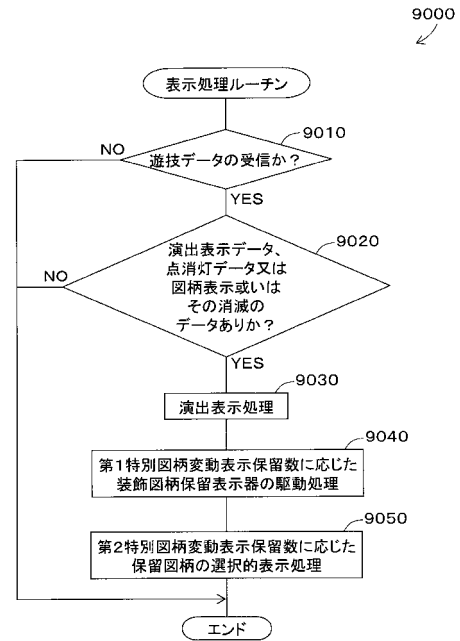 9000
表示処理ルーチン
9010
遊技データの受信か？
NO
YES
9020
演出表示データ、
点消灯データ又は
図柄表示或いは
その消滅の
データありか？
NO
YES
9030
演出表示処理
9040
第1特別図柄変動表示保留数に応じた
装飾図柄保留表示器の駆動処理
9050
第2特別図柄変動表示保留数に応じた
保留図柄の選択的表示処理
エンド